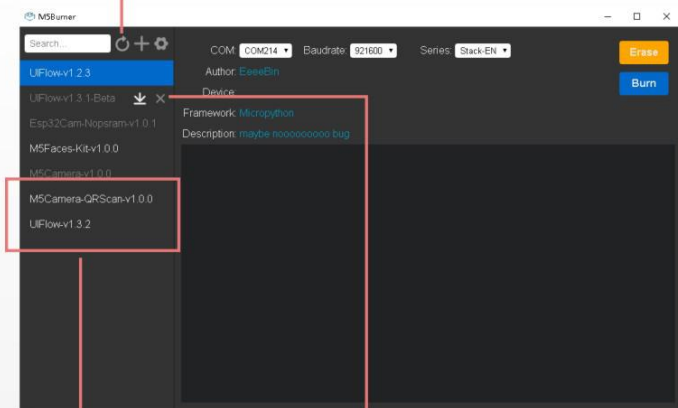 M5Burner
Search...
COM: COM214 Baudrate: 921600 Series: Stack-EN
Erase
UIFlow-v1.2.3
Author: EeeeBin
Burn
UIFlow-v1.3.1-Beta
Device:
Esp32Cam-Nopsram-v1.0.1
Framework: Micropython
Description: maybe nooooooooo bug
M5Faces-Kit-v1.0.0
M5Camera-v1.0.0
M5Camera-QRScan-v1.0.0
UIFlow-v1.3.2